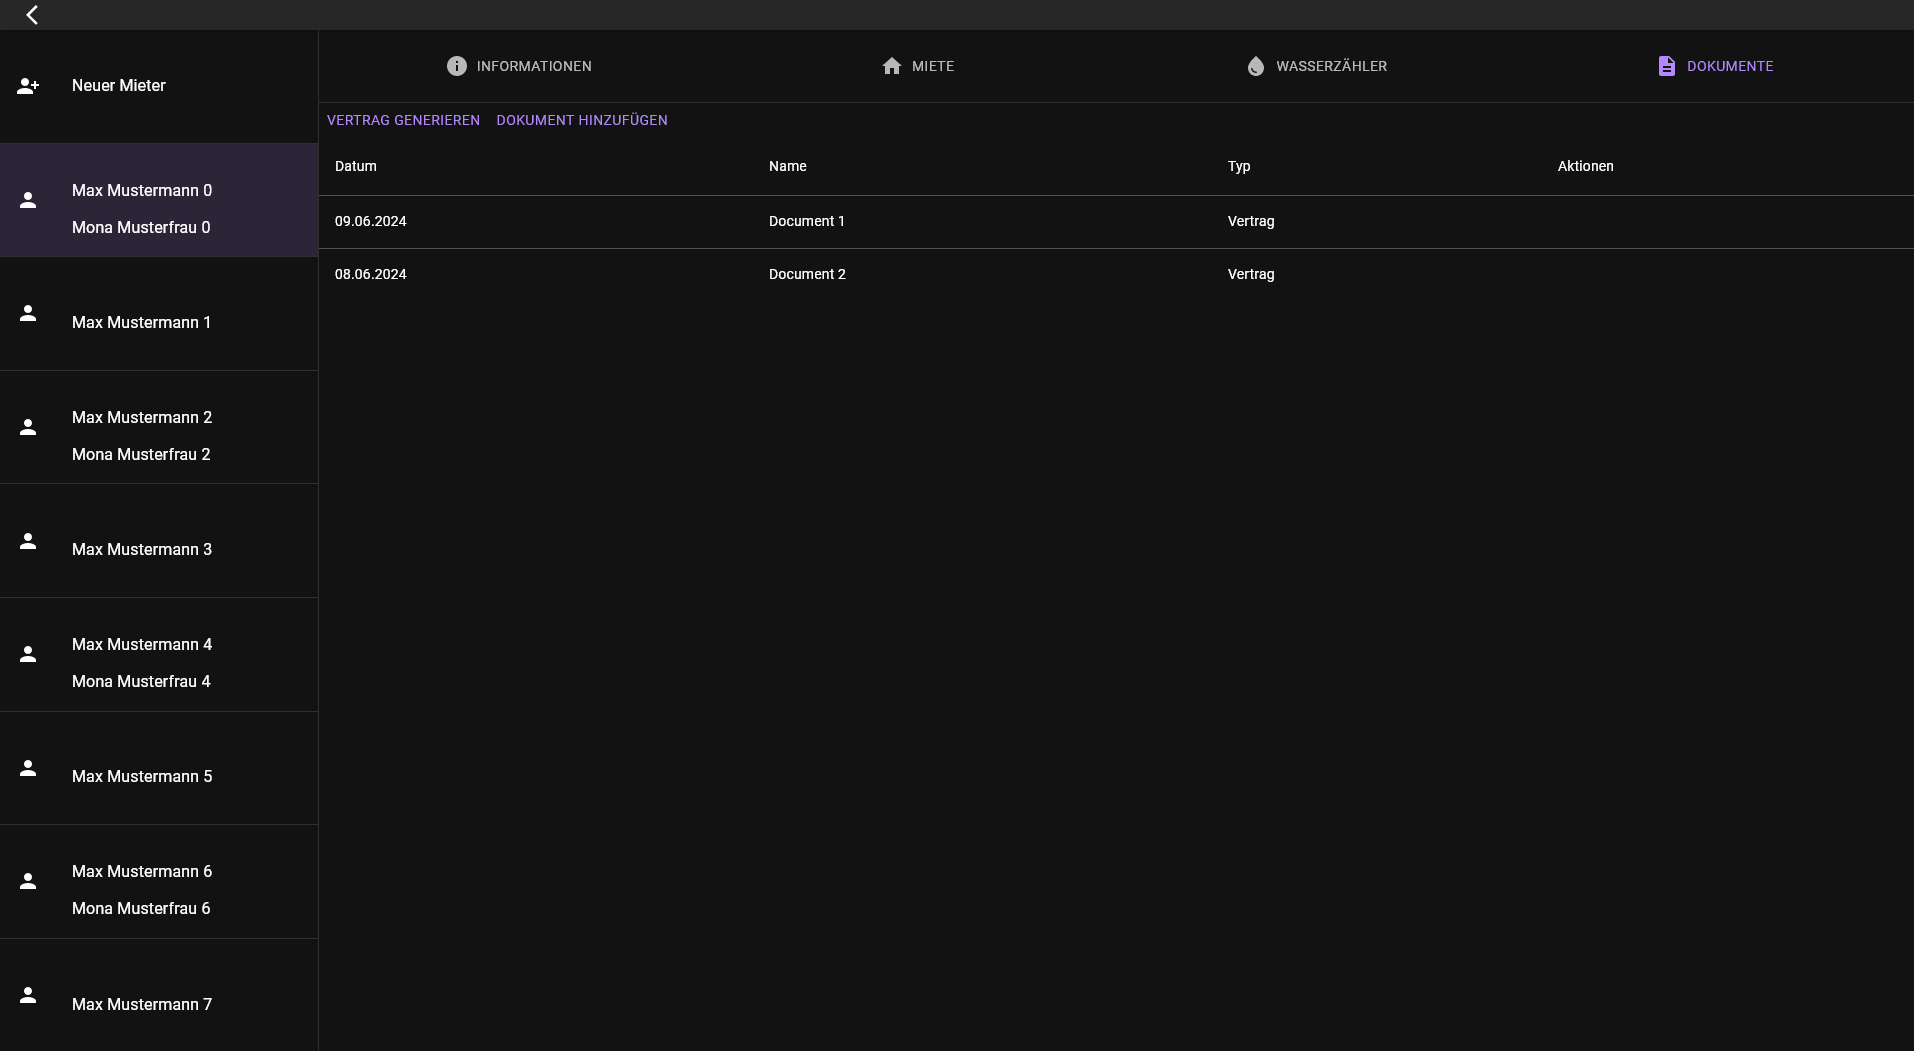 Neuer Mieter
Max Mustermann 0
Mona Musterfrau 0
Max Mustermann 1
Max Mustermann 2
Mona Musterfrau 2
Max Mustermann 3
Max Mustermann 4
Mona Musterfrau 4
Max Mustermann 5
Max Mustermann 6
Mona Musterfrau 6
Max Mustermann 7
INFORMATIONEN MIETE WASSERZÄHLER DOKUMENTE
VERTRAG GENERIEREN DOKUMENT HINZUFÜGEN
Datum Name Typ Aktionen
09.06.2024 Document 1 Vertrag
08.06.2024 Document 2 Vertrag